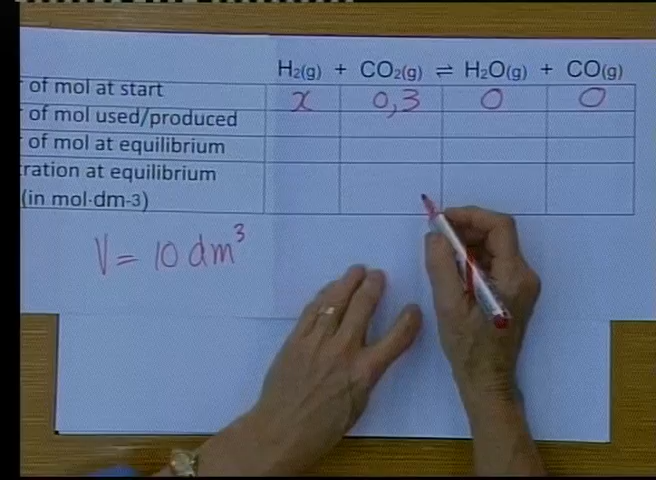 H2(g) + CO2(g) ⇌ H2O(g) + CO(g)
of mol at start x 0,3 0 0
of mol used/produced
of mol at equilibrium
ration at equilibrium
(in mol·dm-3)
V = 10 dm³